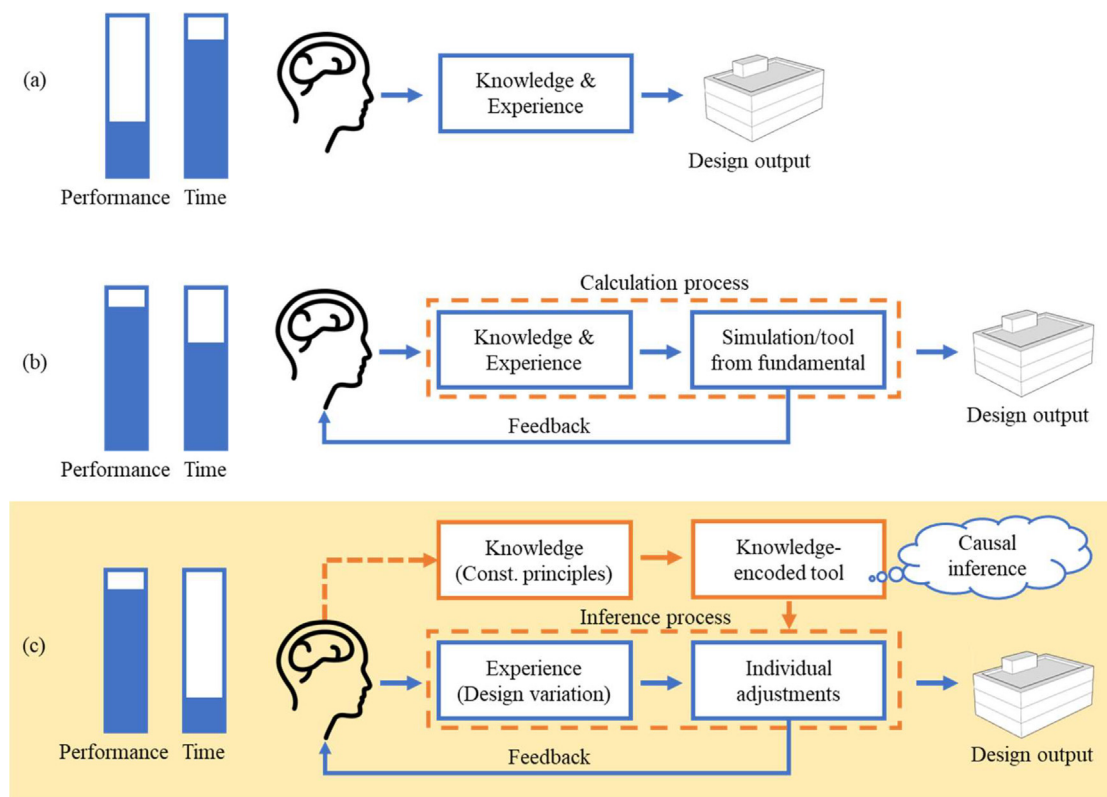 (a)
Performance
Time
Knowledge &
Experience
Design output
(b)
Performance
Time
Calculation process
Knowledge &
Experience
Simulation/tool
from fundamental
Feedback
Design output
(c)
Performance
Time
Knowledge
(Const. principles)
Knowledge-
encoded tool
Causal
inference
Inference process
Experience
(Design variation)
Individual
adjustments
Feedback
Design output